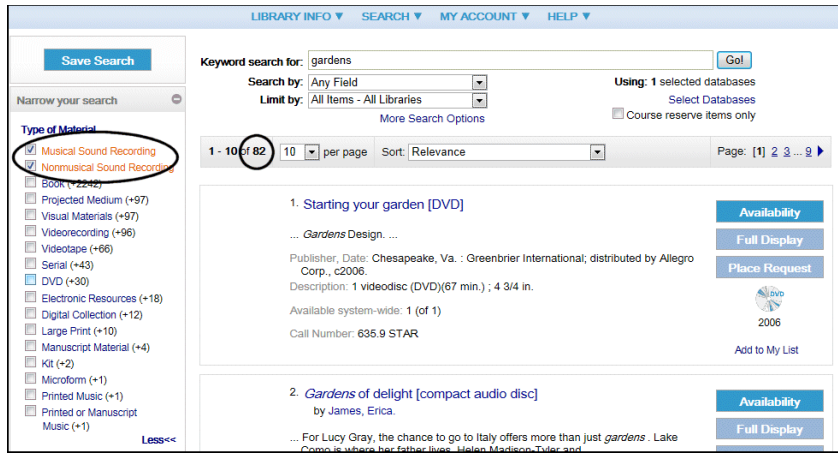 LIBRARY INFO ▼ SEARCH ▼ MY ACCOUNT ▼ HELP ▼
Save Search
Narrow your search
Type of Material
Musical Sound Recording
Nonmusical Sound Recording
Book (+2242)
Projected Medium (+97)
Visual Materials (+97)
Videorecording (+96)
Videotape (+66)
Serial (+43)
DVD (+30)
Electronic Resources (+18)
Digital Collection (+12)
Large Print (+10)
Manuscript Material (+4)
Kit (+2)
Microform (+1)
Printed Music (+1)
Printed or Manuscript
Music (+1)
Less<<
Keyword search for: gardens Go!
Search by: Any Field Using: 1 selected databases
Limit by: All Items - All Libraries Select Databases
More Search Options Course reserve
items only
1 - 10 of 82 10 per page Sort: Relevance Page: [1] 2 3 ... 9
1. Starting your garden [DVD]
... Gardens Design. ...
Publisher, Date: Chesapeake, Va. : Greenbrier International; distributed by Allegro
Corp., c2006.
Description: 1 videodisc (DVD)(67 min.) ; 4 3/4 in.
Available system-wide: 1 (of 1)
Call Number: 635.9 STAR
Availability
Full Display
Place Request
DVD
2006
Add to My List
2. Gardens of delight [compact audio disc]
by James, Erica.
... For Lucy Gray, the chance to go to Italy offers more than just gardens . Lake
Como is where her father lives. Helen Madison-Tyler and
Availability
Full Display